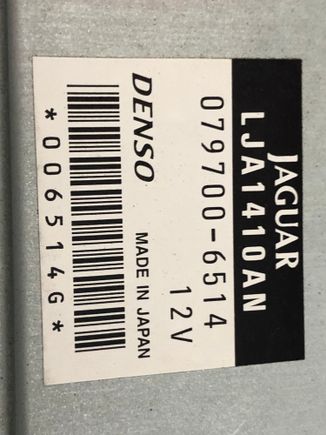 JAGUAR
LJA1410AN
079700-6514
12V
DENSO MADE IN JAPAN
*006514G*